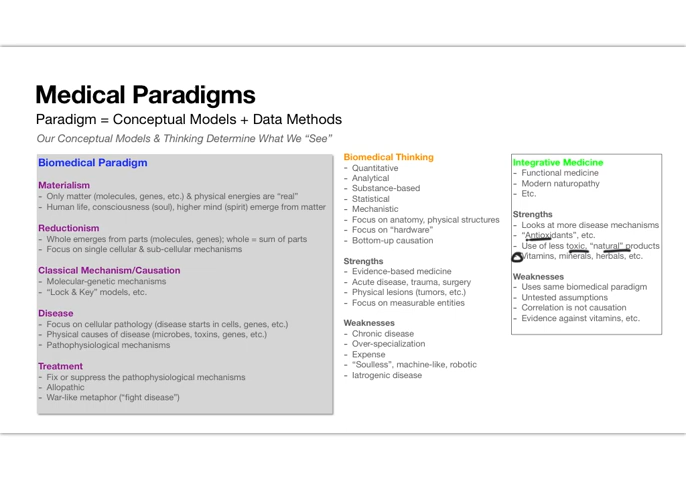 Medical Paradigms
Paradigm = Conceptual Models + Data Methods
Our Conceptual Models & Thinking Determine What We “See”
Biomedical Paradigm
Materialism
- Only matter (molecules, genes, etc.) & physical energies are “real”
- Human life, consciousness (soul), higher mind (spirit) emerge from matter
Reductionism
- Whole emerges from parts (molecules, genes); whole = sum of parts
- Focus on single cellular & sub-cellular mechanisms
Classical Mechanism/Causation
- Molecular-genetic mechanisms
- “Lock & Key” models, etc.
Disease
- Focus on cellular pathology (disease starts in cells, genes, etc.)
- Physical causes of disease (microbes, toxins, genes, etc.)
- Pathophysiological mechanisms
Treatment
- Fix or suppress the pathophysiological mechanisms
- Allopathic
- War-like metaphor (“fight disease”)
Biomedical Thinking
- Quantitative
- Analytical
- Substance-based
- Statistical
- Mechanistic
- Focus on anatomy, physical structures
- Focus on “hardware”
- Bottom-up causation
Strengths
- Evidence-based medicine
- Acute disease, trauma, surgery
- Physical lesions (tumors, etc.)
- Focus on measurable entities
Weaknesses
- Chronic disease
- Over-specialization
- Expense
- “Soulless”, machine-like, robotic
- Iatrogenic disease
Integrative Medicine
- Functional medicine
- Modern naturopathy
- Etc.
Strengths
- Looks at more disease mechanisms
- “Antioxidants”, etc.
- Use of less toxic, “natural” products
- Vitamins, minerals, herbals, etc.
Weaknesses
- Uses same biomedical paradigm
- Untested assumptions
- Correlation is not causation
- Evidence against vitamins, etc.